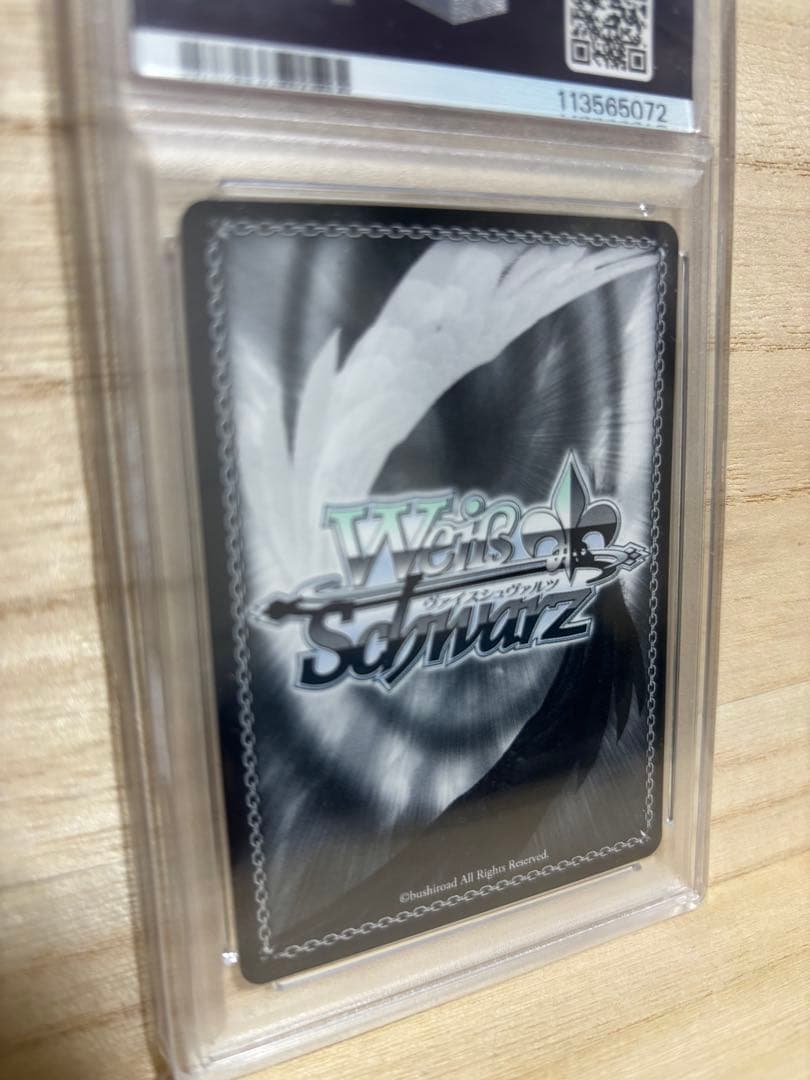 113565072
Weiß
ヴァイスシュヴァルツ
Schwarz
©bushiroad All Rights Reserved.